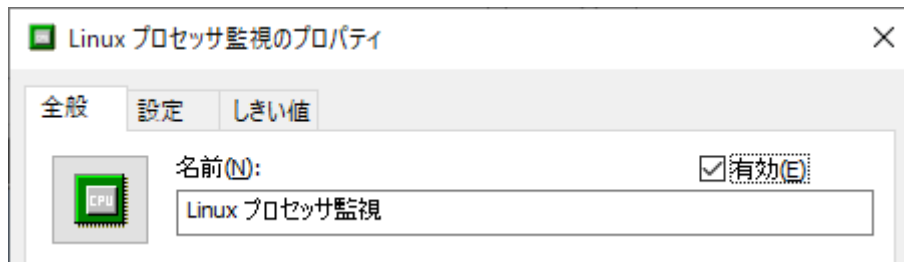 Linux プロセッサ監視のプロパティ
全般 設定 しきい値
名前(N): 有効(E)
CPU
Linux プロセッサ監視